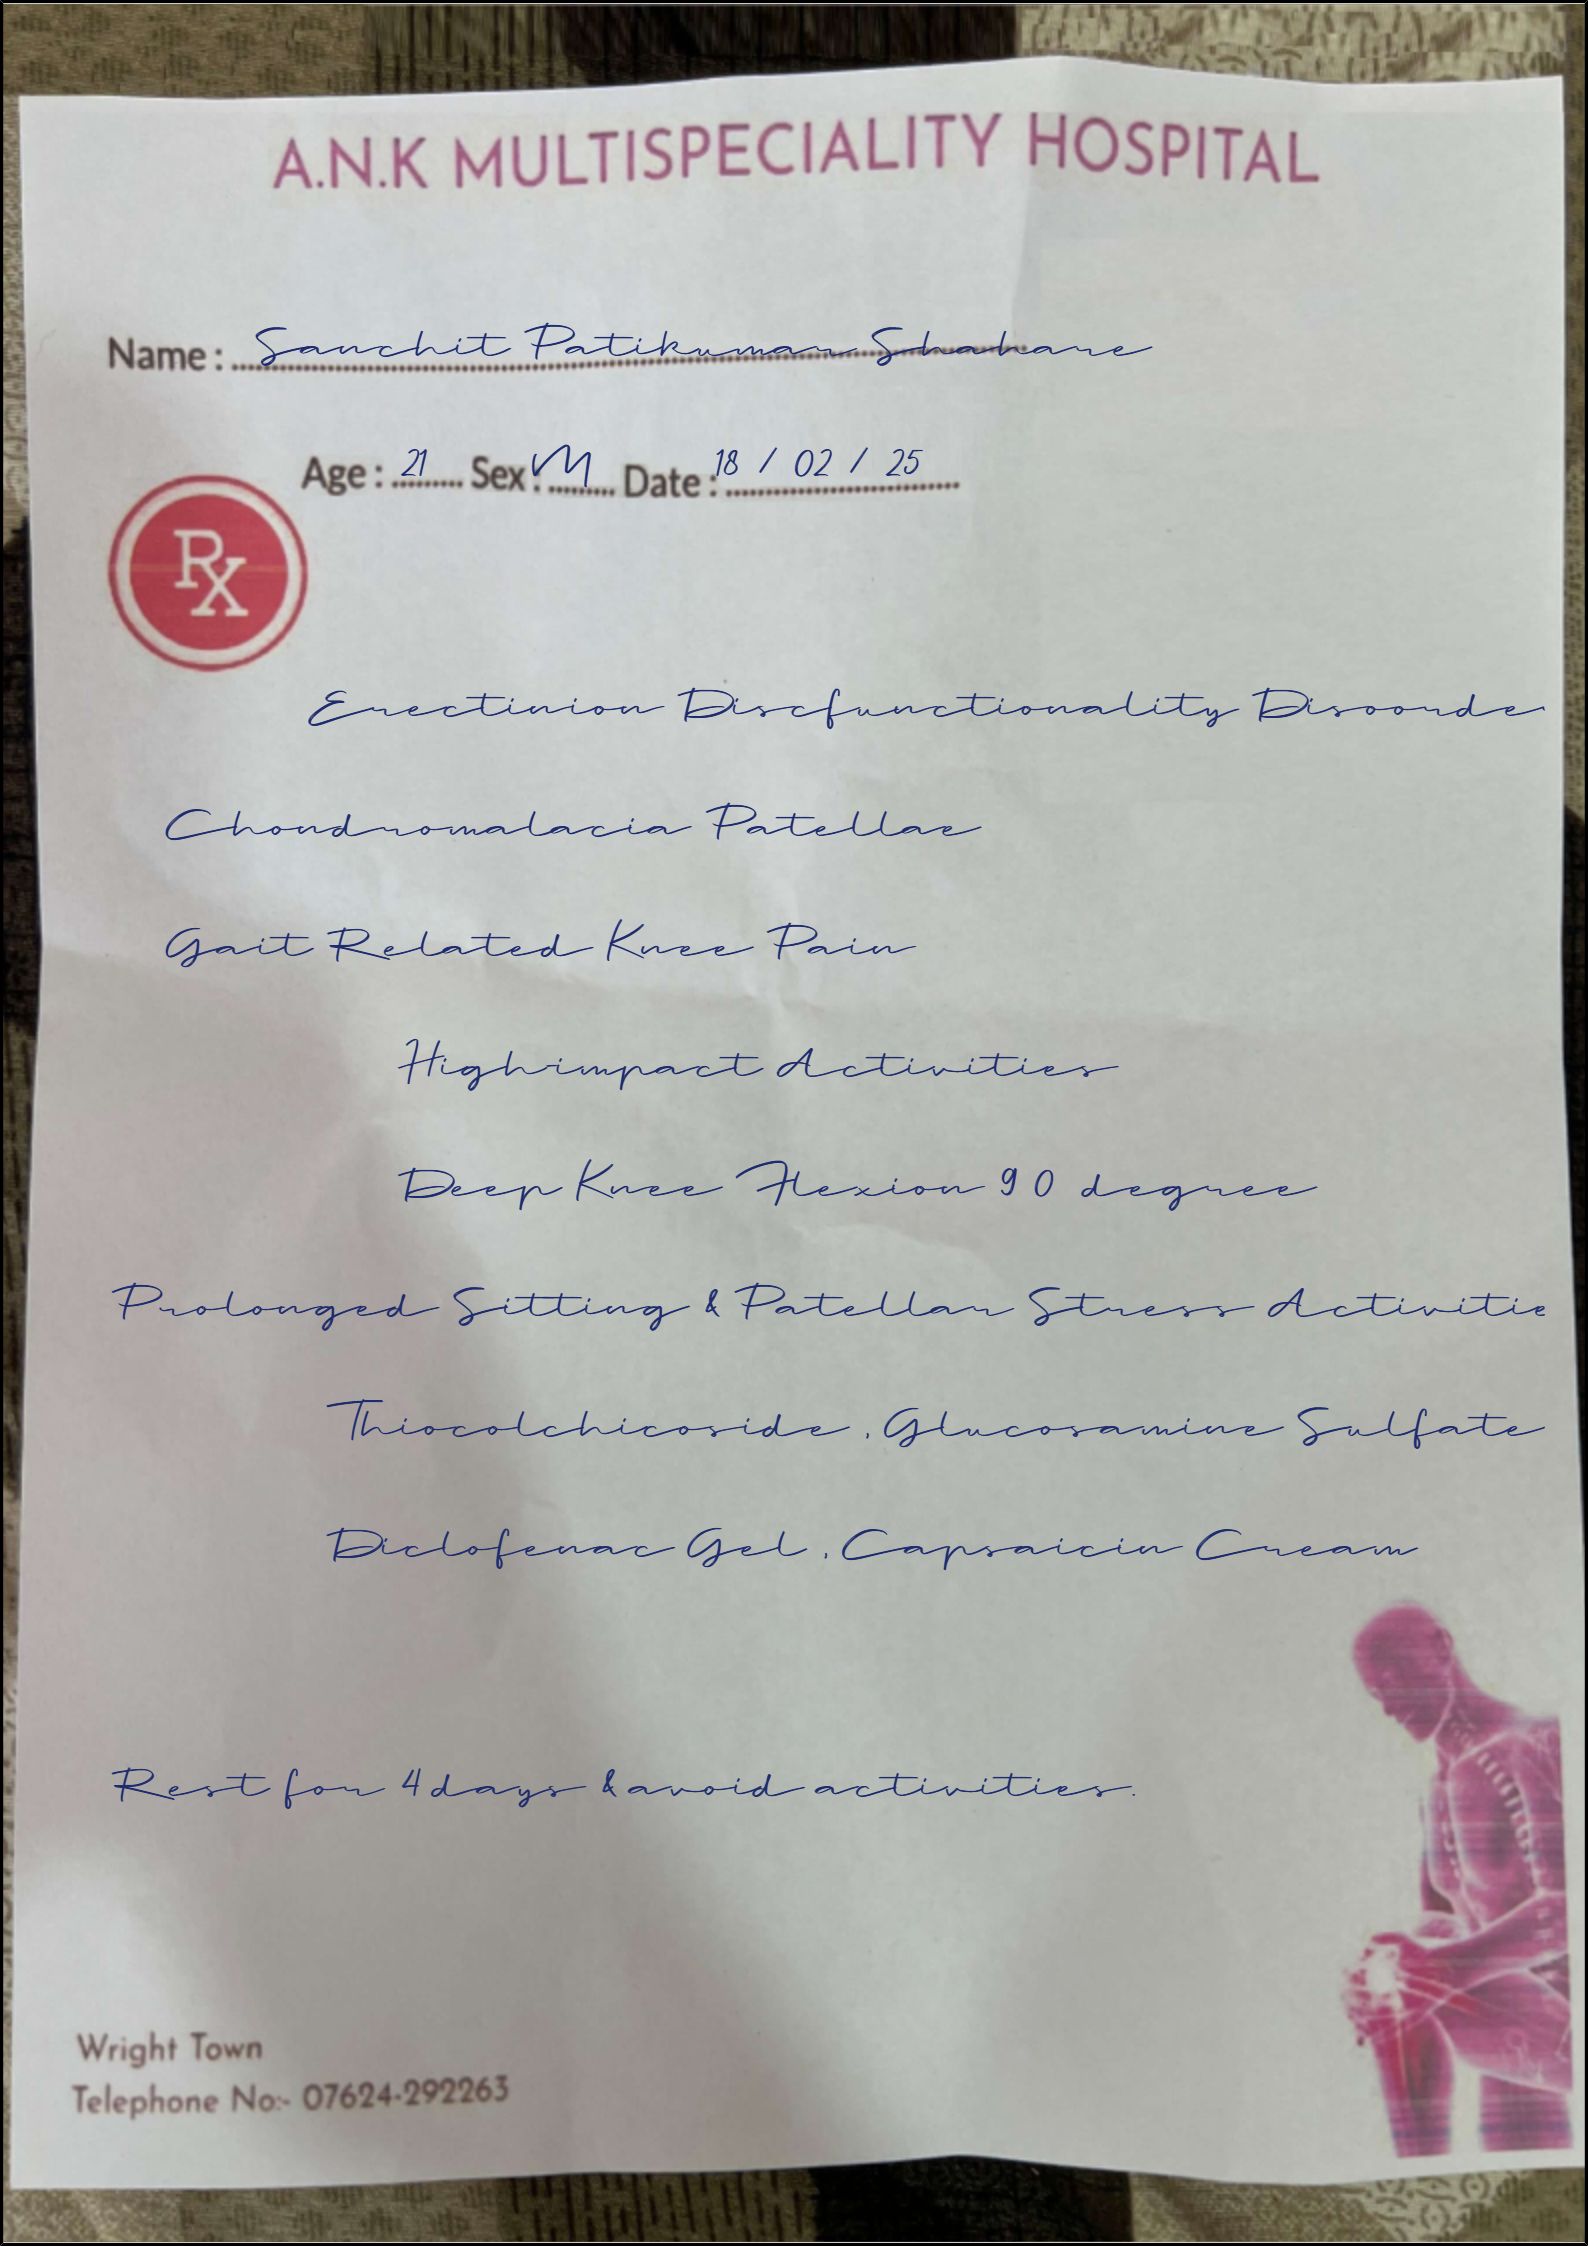 A.N.K MULTISPECIALITY HOSPITAL
Name : Sanchit Patikumar Shahare
Age : 21 Sex : M Date : 18 / 02 / 25
Rx
Erectinion Discfunctionality Disoorde
Chondromalacia Patellae
Gait Related Knee Pain
Highimpact Activities
Deep Knee Flexion 90 degree
Prolonged Sitting & Patellar Stress Activitie
Thiocolchicoside , Glucosamine Sulfate
Diclofenac Gel , Capsaicin Cream
Rest for 4 days & avoid activities.
Wright Town
Telephone No:- 07624-292263